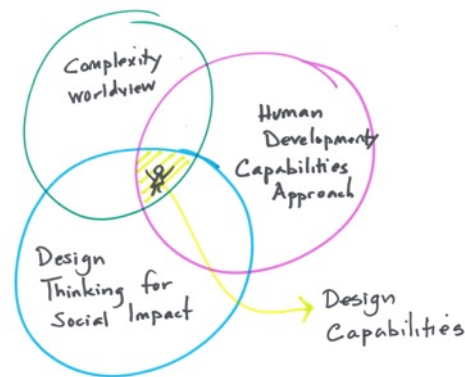 Complexity
worldview
Human
Development/
Capabilities
Approach
Design
Thinking for
Social Impact
Design
Capabilities